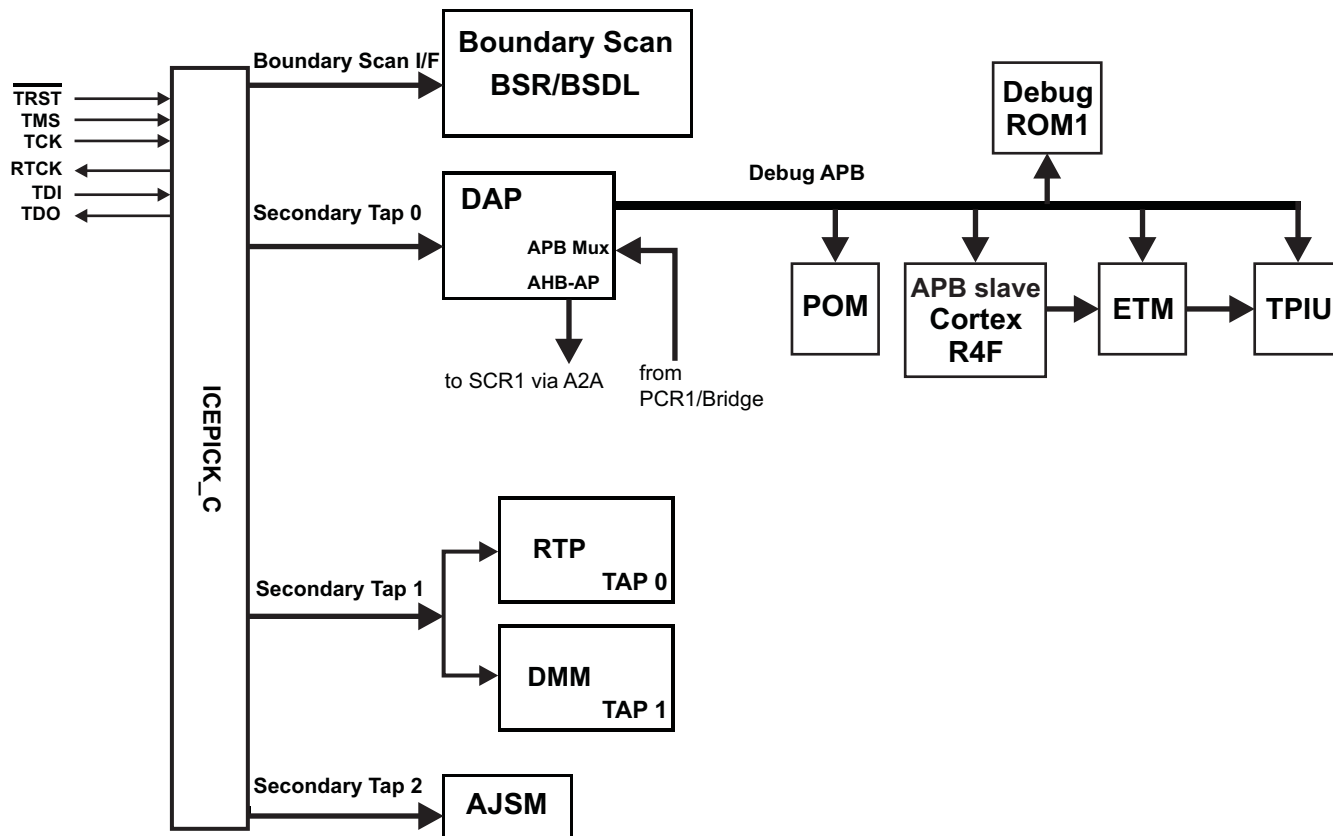 Boundary Scan I/F
Boundary Scan
BSR/BSDL
TRST
TMS
TCK
RTCK
TDI
TDO
ICEPICK_C
Secondary Tap 0
DAP
APB Mux
AHB-AP
to SCR1 via A2A
from
PCR1/Bridge
Debug APB
Debug
ROM1
POM
APB slave
Cortex
R4F
ETM
TPIU
Secondary Tap 1
RTP
TAP 0
DMM
TAP 1
Secondary Tap 2
AJSM